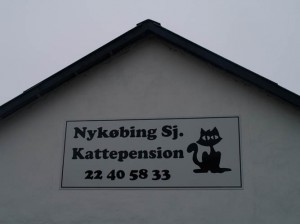 Nykøbing Sj.
Kattepension
22 40 58 33